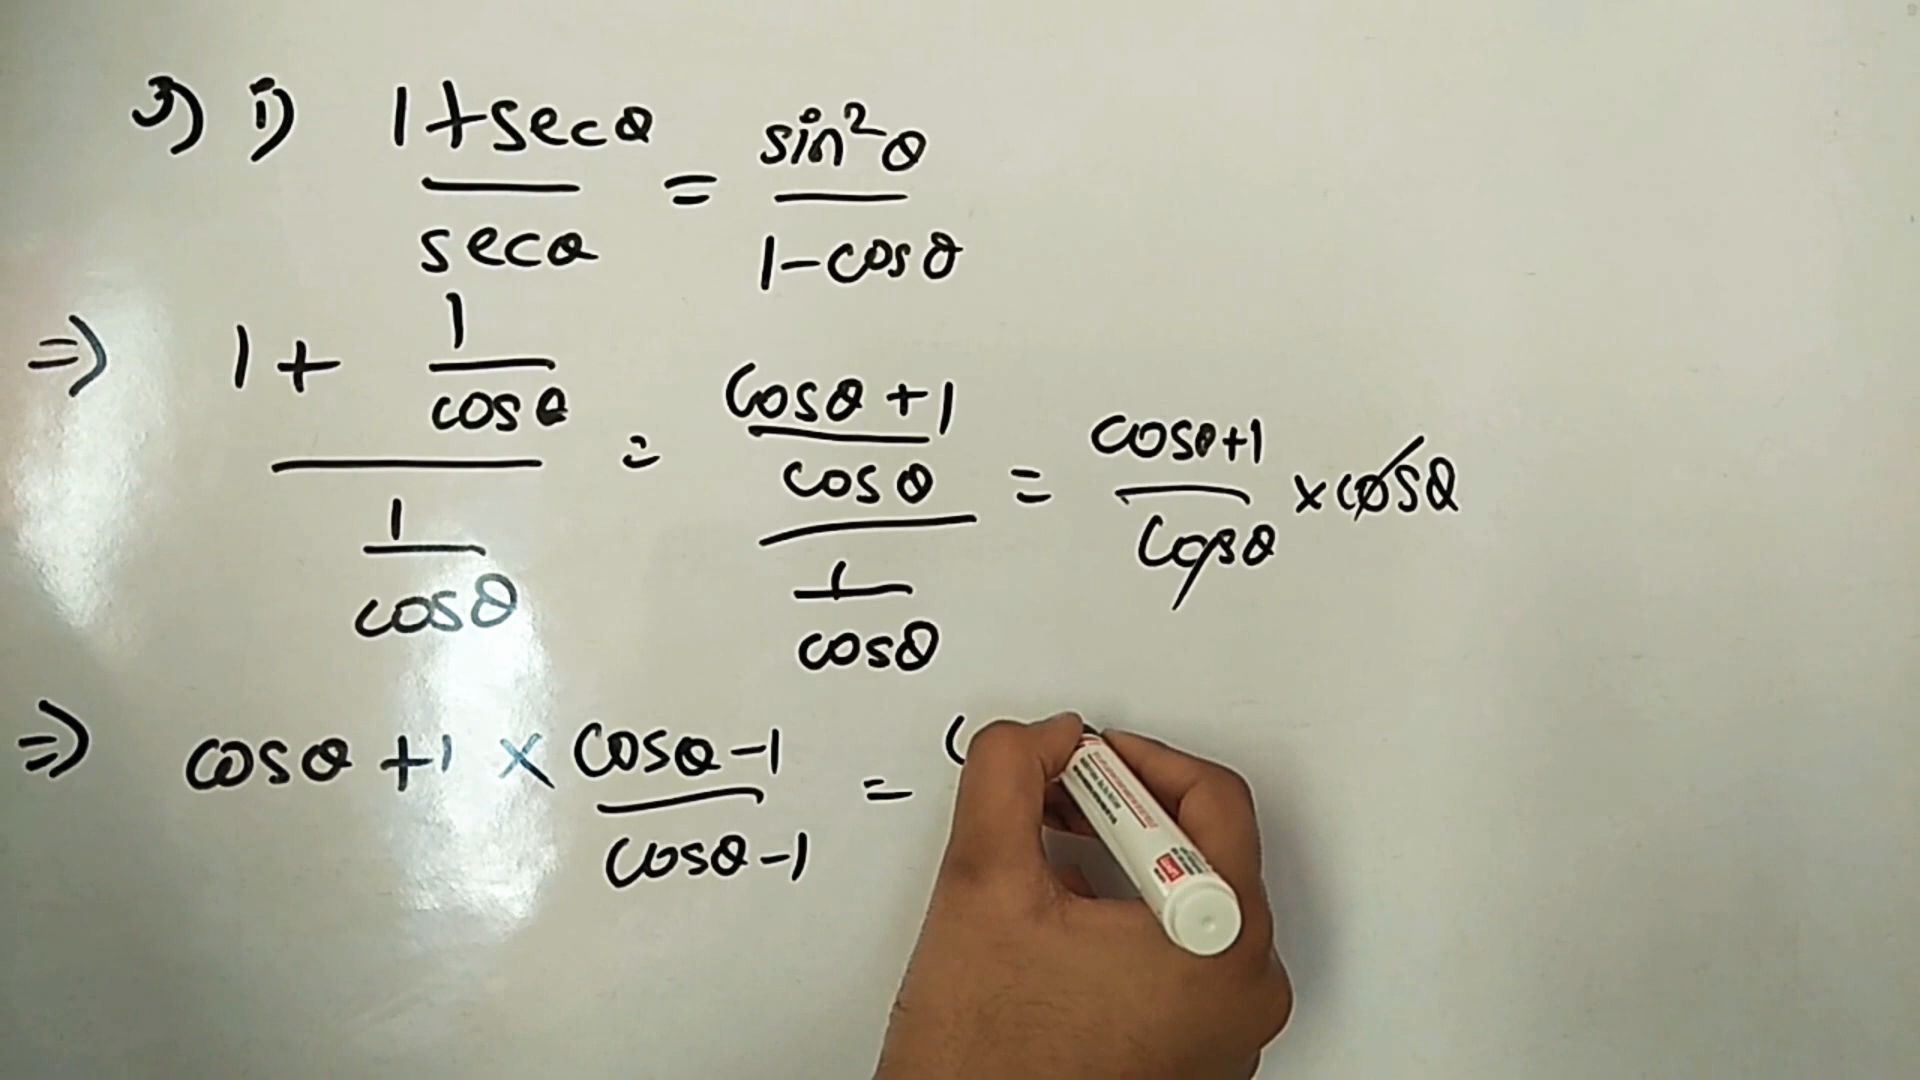 3) i) (1+secθ)/secθ = sin²θ/(1-cosθ)
⇒ (1 + 1/cosθ)/(1/cosθ) = ((cosθ+1)/cosθ)/(1/cosθ) = (cosθ+1)/cosθ × cosθ
⇒ cosθ +1 × (cosθ-1)/(cosθ-1) = (